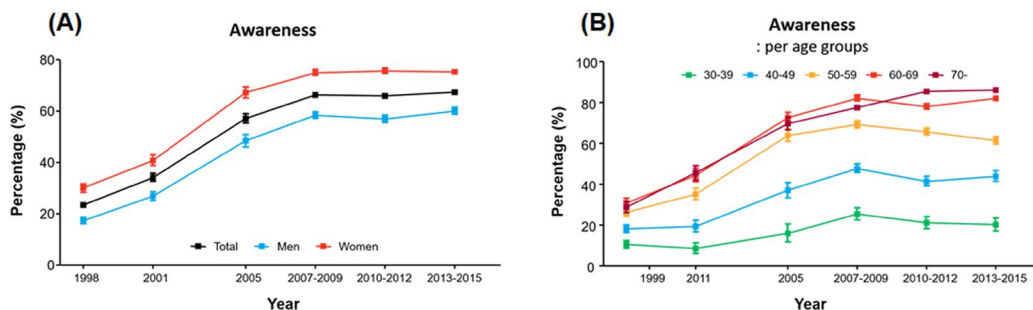 (A)
Awareness
Percentage (%)
80
60
40
20
0
Total Men Women
1998 2001 2005 2007-2009 2010-2012 2013-2015
Year
(B)
Awareness
: per age groups
30-39 40-49 50-59 60-69 70-
Percentage (%)
100
80
60
40
20
0
1999 2011 2005 2007-2009 2010-2012 2013-2015
Year